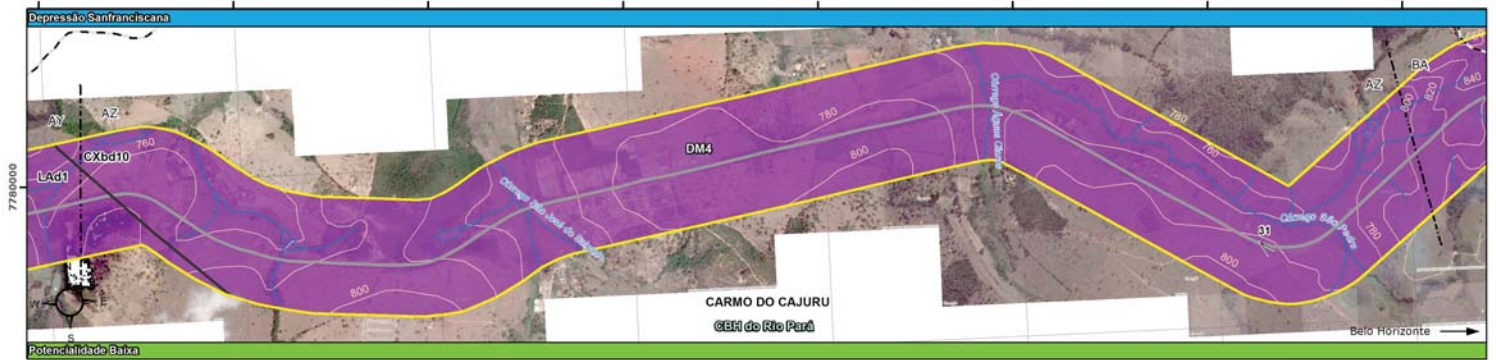 Depressão Sanfranciscana
AY
AZ
CXbd10
LAd1
760
7780000
800
W
E
S
Córrego São José do
DM4
780
800
Córrego Água Clara
780
760
31
800
Córrego São Pedro
780
AZ
BA
800
820
840
CARMO DO CAJURU
CBH do Rio Pará
Belo Horizonte
Potencialidade Baixa